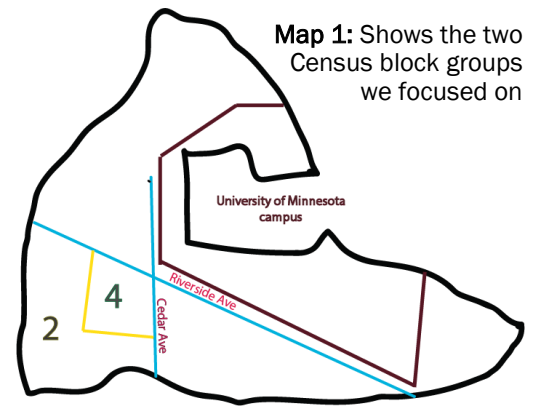 Map 1: Shows the two
Census block groups
we focused on
University of Minnesota
campus
Riverside Ave
Cedar Ave
4
2